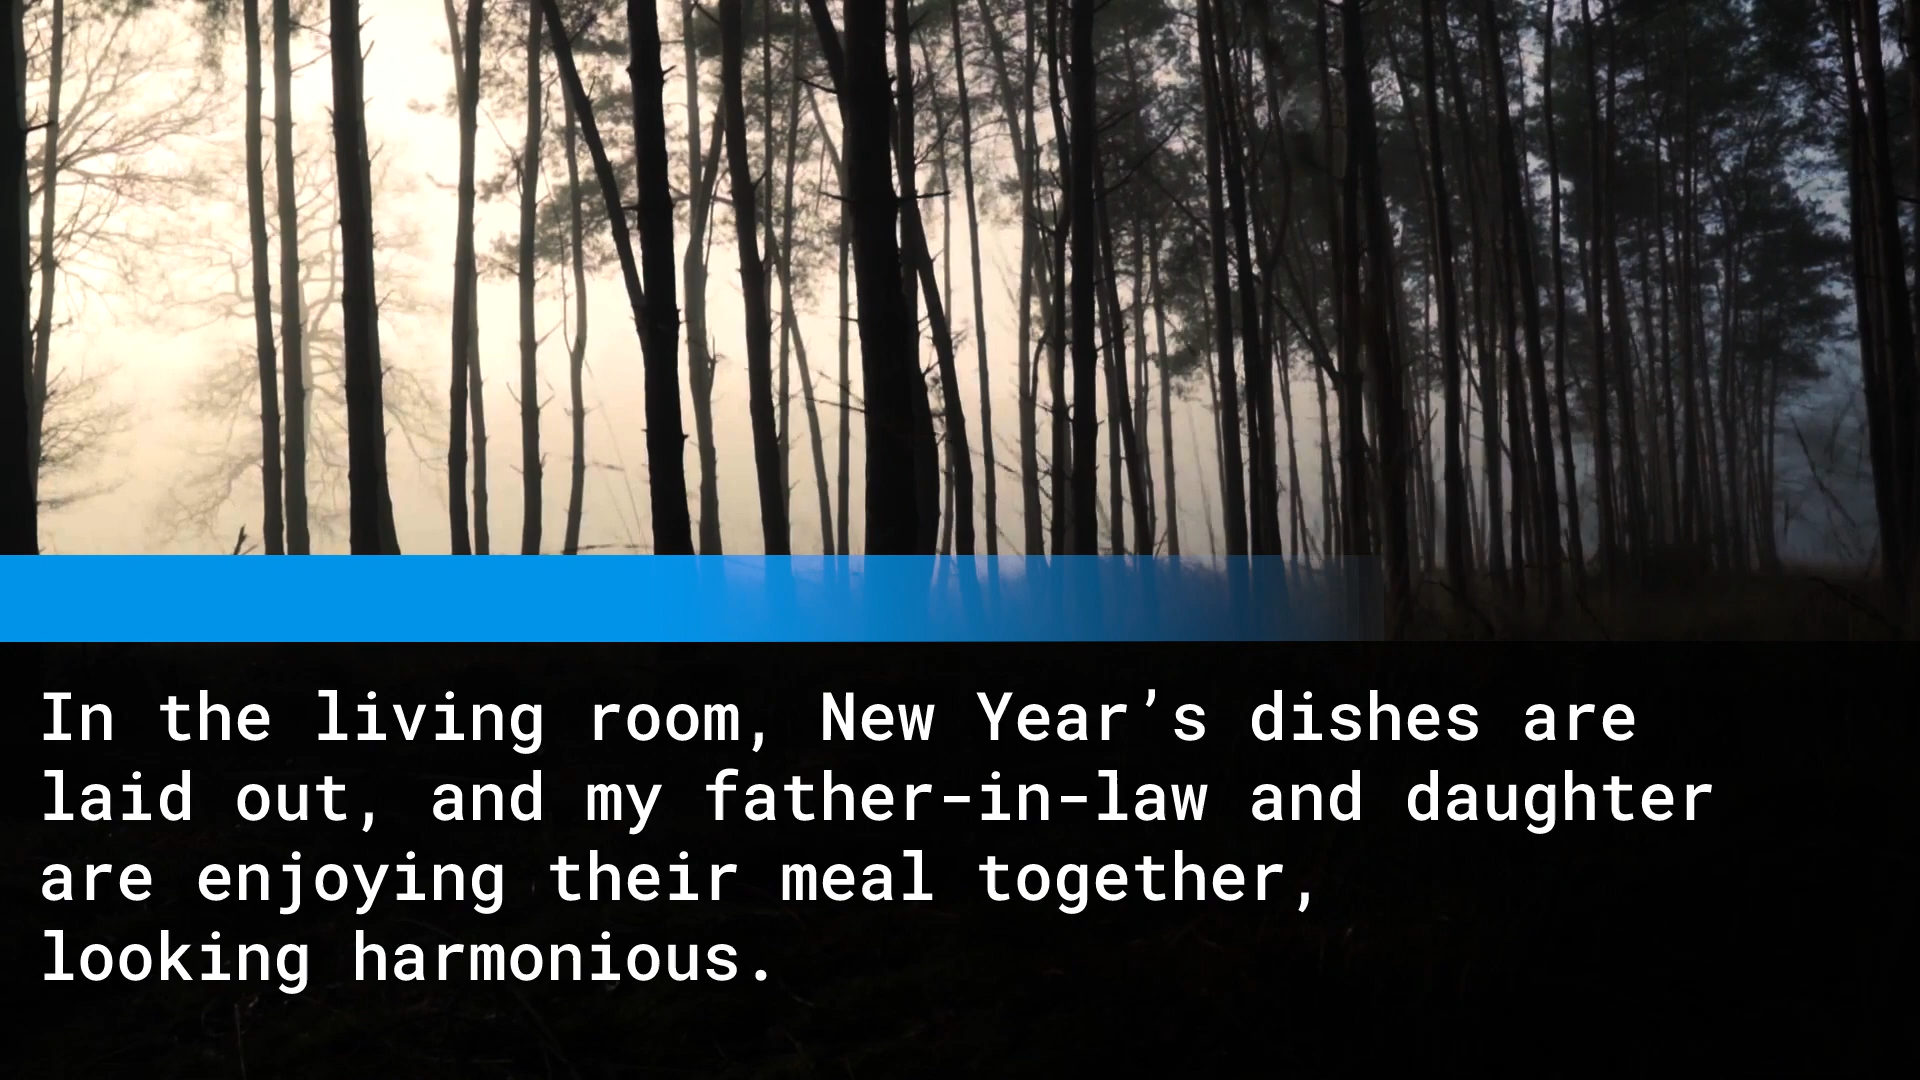 In the living room, New Year’s dishes are
laid out, and my father-in-law and daughter
are enjoying their meal together,
looking harmonious.